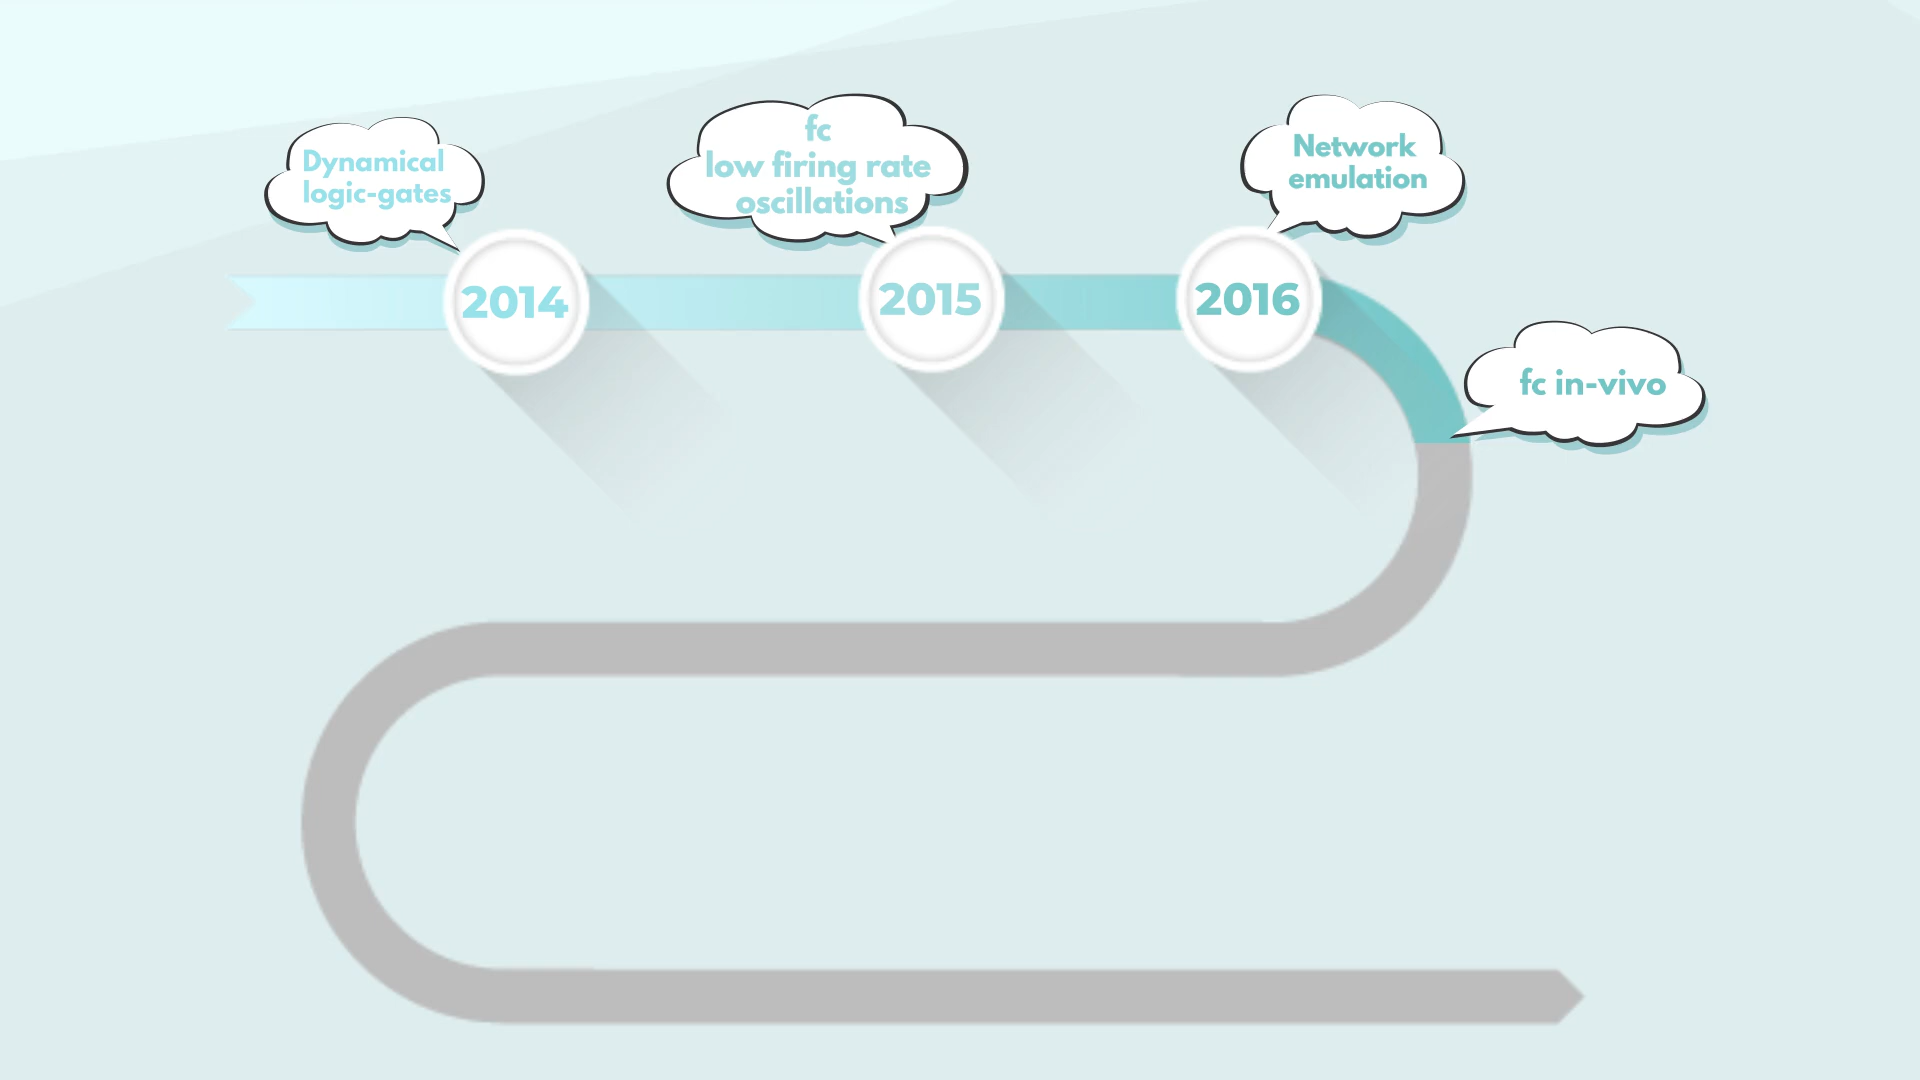 Dynamical
logic-gates
fc
low firing rate
oscillations
Network
emulation
2014
2015
2016
fc in-vivo